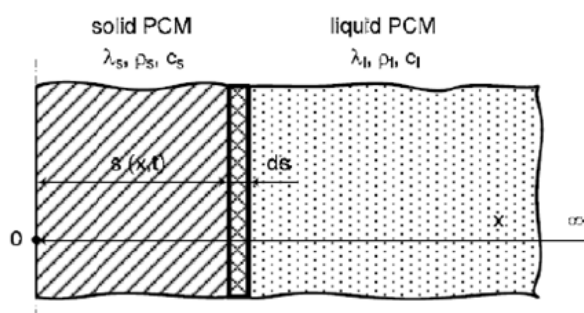 solid PCM liquid PCM
λs, ρs, cs λl, ρl, cl
s (x,t) ds
x
0 ∞